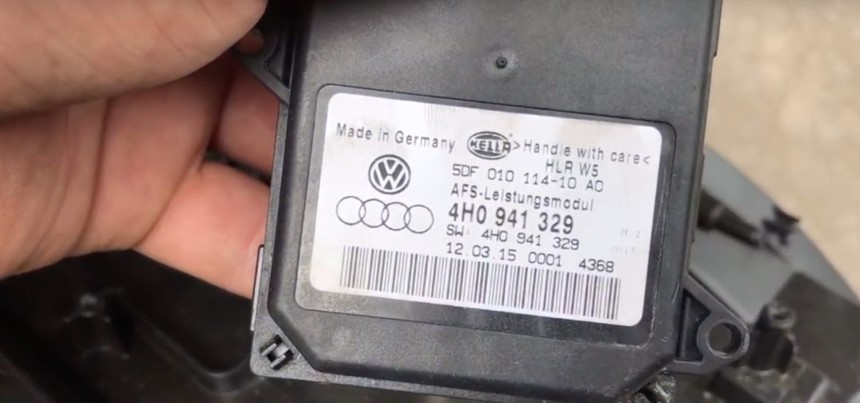 Made in Germany HELLA >Handle with care<
HLR W5
5DF 010 114-10 A0
AFS-Leistungsmodul
4H0 941 329
SW: 4H0 941 329
12.03.15 0001 4368